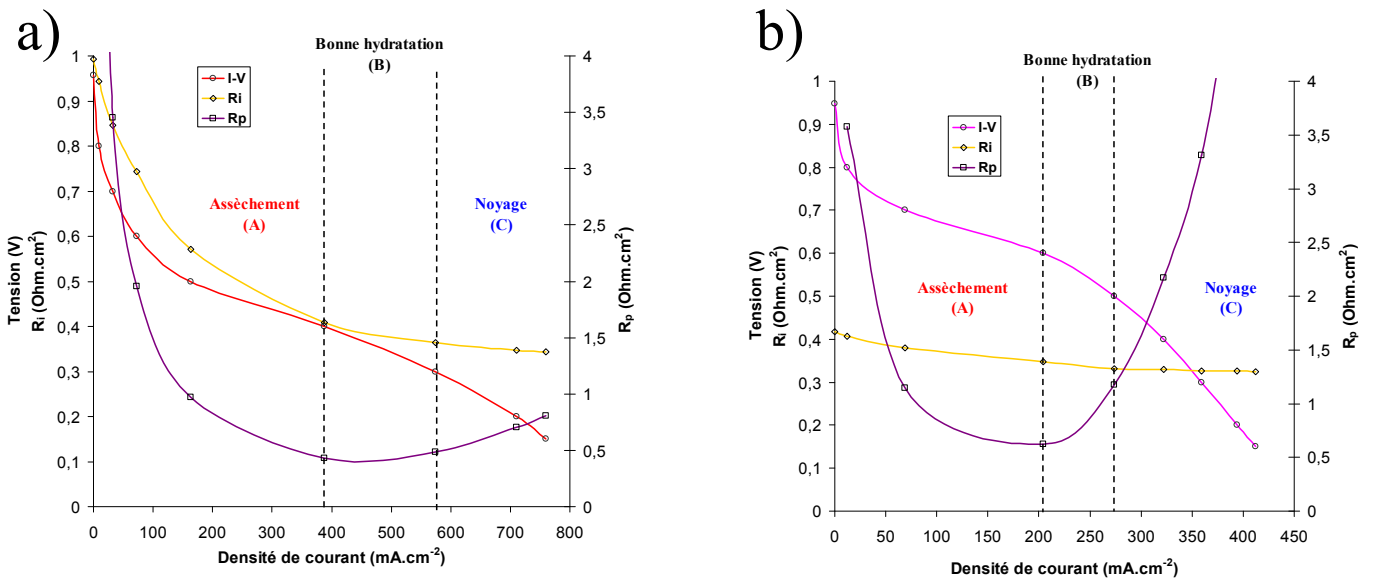 a)
Bonne hydratation
(B)
I-V
Ri
Rp
Assèchement
(A)
Noyage
(C)
Tension (V)
Ri (Ohm.cm²)
1
0,9
0,8
0,7
0,6
0,5
0,4
0,3
0,2
0,1
0
4
3,5
3
2,5
2
1,5
1
0,5
0
Rp (Ohm.cm²)
0 100 200 300 400 500 600 700 800
Densité de courant (mA.cm⁻²)
b)
Bonne hydratation
(B)
I-V
Ri
Rp
Assèchement
(A)
Noyage
(C)
Tension (V)
Ri (Ohm.cm²)
1
0,9
0,8
0,7
0,6
0,5
0,4
0,3
0,2
0,1
0
4
3,5
3
2,5
2
1,5
1
0,5
0
Rp (Ohm.cm²)
0 50 100 150 200 250 300 350 400 450
Densité de courant (mA.cm⁻²)